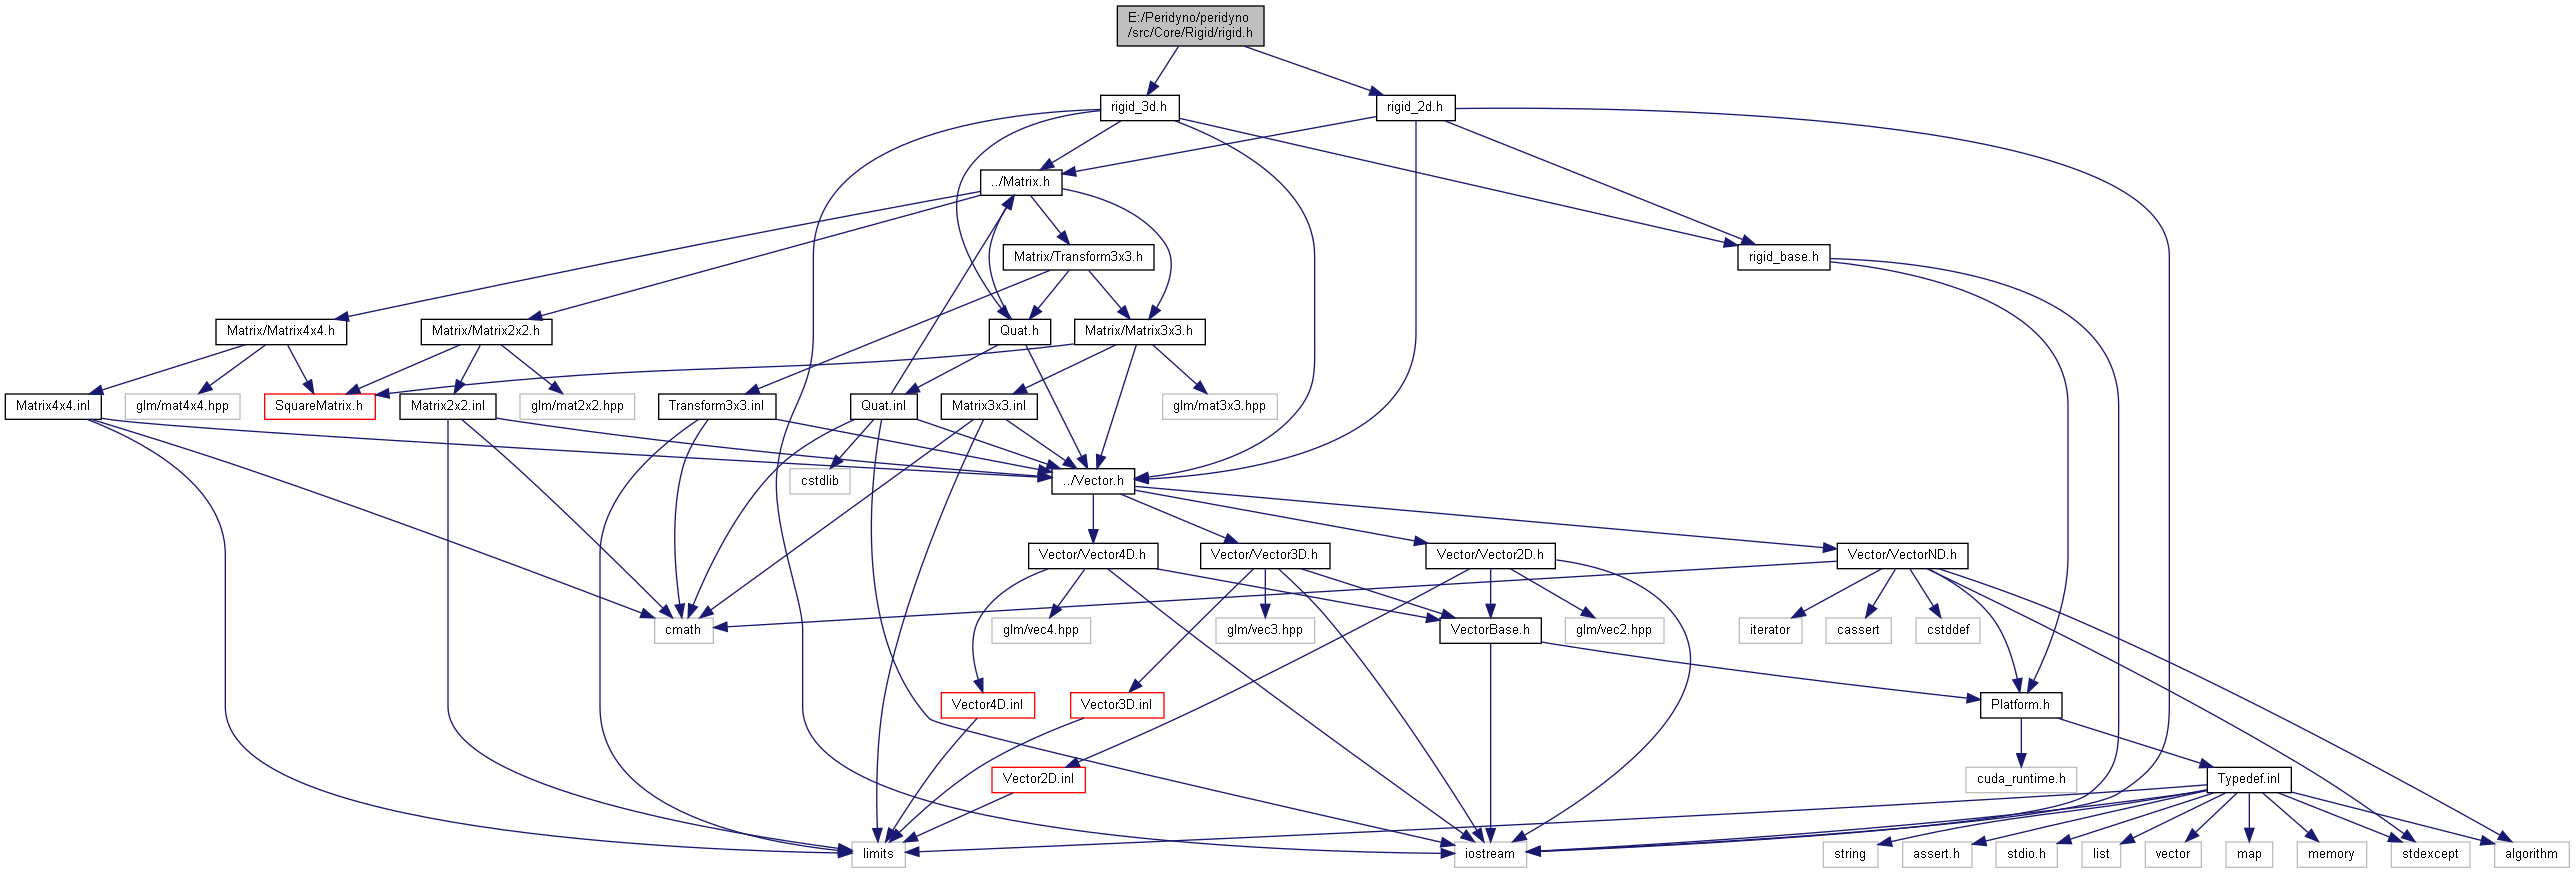 E:/Peridyno/peridyno
/src/Core/Rigid/rigid.h
rigid_3d.h
rigid_2d.h
../Matrix.h
Matrix/Transform3x3.h
rigid_base.h
Matrix/Matrix4x4.h
Matrix/Matrix2x2.h
Quat.h
Matrix/Matrix3x3.h
Matrix4x4.inl
glm/mat4x4.hpp
SquareMatrix.h
Matrix2x2.inl
glm/mat2x2.hpp
Transform3x3.inl
Quat.inl
Matrix3x3.inl
glm/mat3x3.hpp
cstdlib
../Vector.h
Vector/Vector4D.h
Vector/Vector3D.h
Vector/Vector2D.h
Vector/VectorND.h
cmath
glm/vec4.hpp
glm/vec3.hpp
VectorBase.h
glm/vec2.hpp
iterator
cassert
cstddef
Vector4D.inl
Vector3D.inl
Platform.h
Vector2D.inl
cuda_runtime.h
Typedef.inl
limits
iostream
string
assert.h
stdio.h
list
vector
map
memory
stdexcept
algorithm